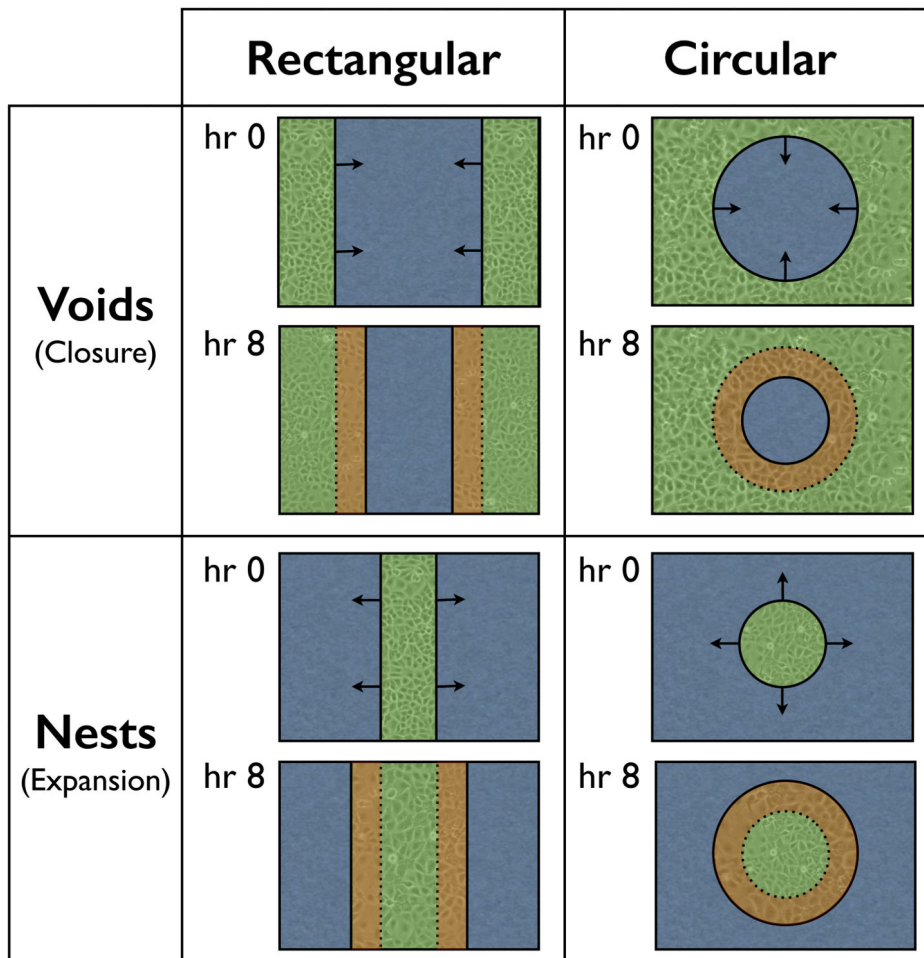 Rectangular
Circular
Voids
(Closure)
hr 0
hr 0
hr 8
hr 8
Nests
(Expansion)
hr 0
hr 0
hr 8
hr 8